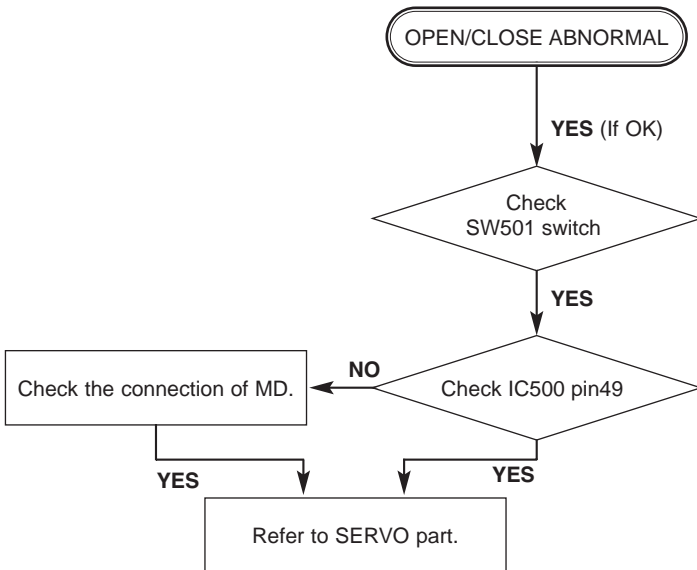 OPEN/CLOSE ABNORMAL
YES (If OK)
Check
SW501 switch
YES
NO
Check the connection of MD.
Check IC500 pin49
YES
YES
Refer to SERVO part.